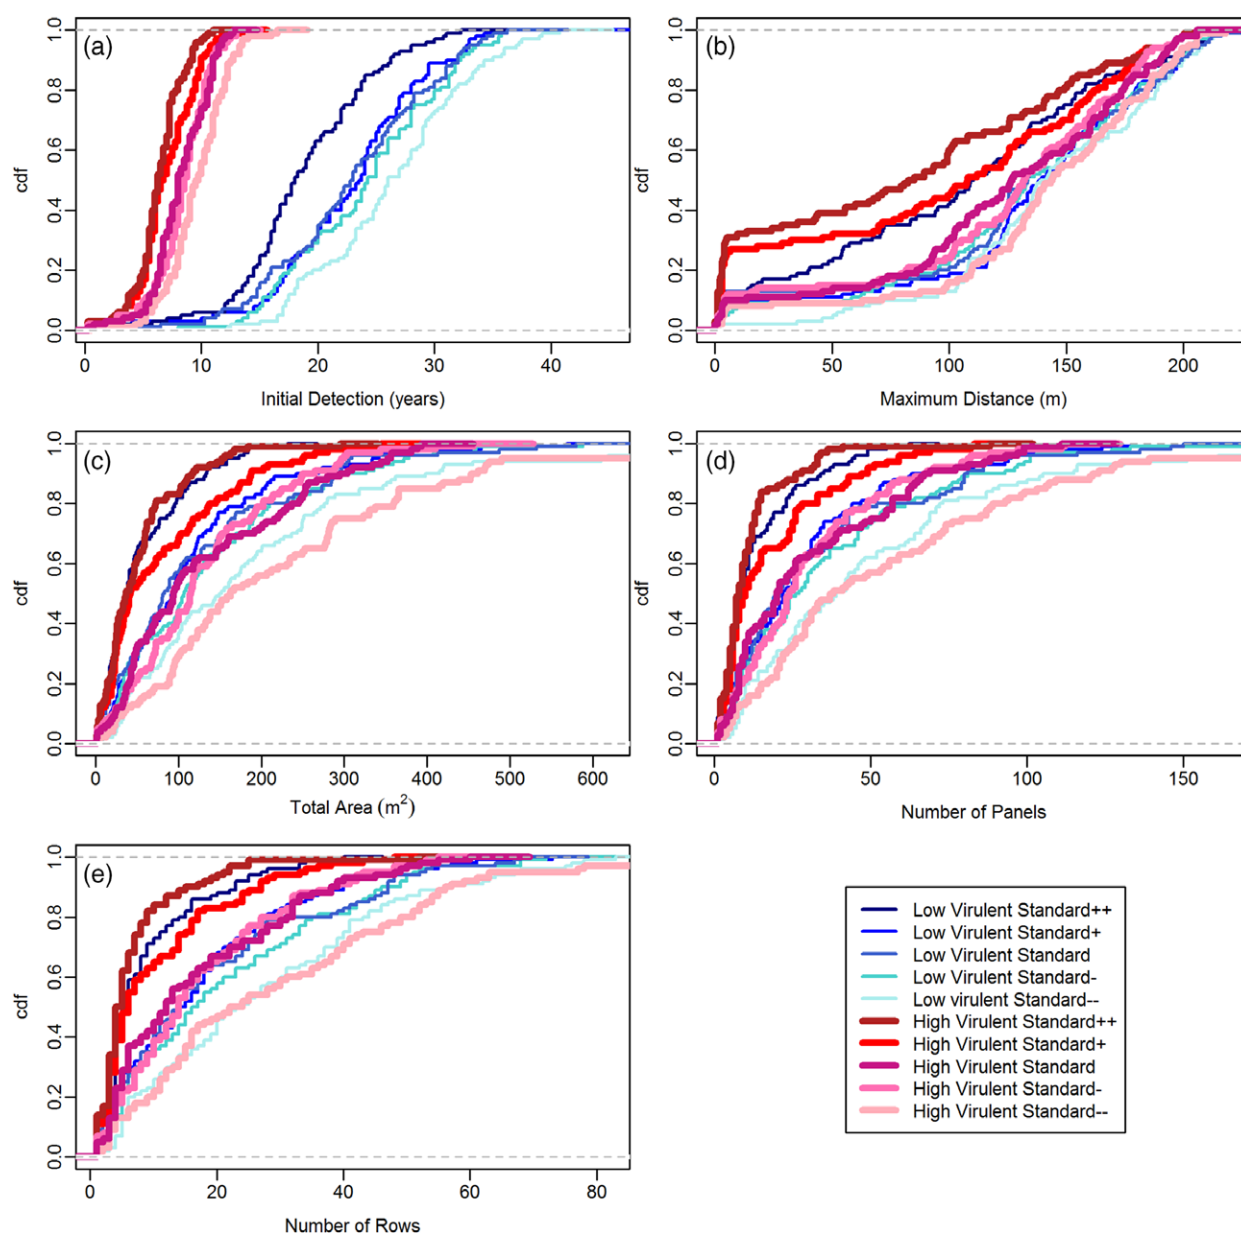 (a)
cdf
0.0 0.2 0.4 0.6 0.8 1.0
0 10 20 30 40
Initial Detection (years)
(b)
cdf
0.0 0.2 0.4 0.6 0.8 1.0
0 50 100 150 200
Maximum Distance (m)
(c)
cdf
0.0 0.2 0.4 0.6 0.8 1.0
0 100 200 300 400 500 600
Total Area (m²)
(d)
cdf
0.0 0.2 0.4 0.6 0.8 1.0
0 50 100 150
Number of Panels
(e)
cdf
0.0 0.2 0.4 0.6 0.8 1.0
0 20 40 60 80
Number of Rows
Low Virulent Standard++
Low Virulent Standard+
Low Virulent Standard
Low Virulent Standard-
Low virulent Standard--
High Virulent Standard++
High Virulent Standard+
High Virulent Standard
High Virulent Standard-
High Virulent Standard--